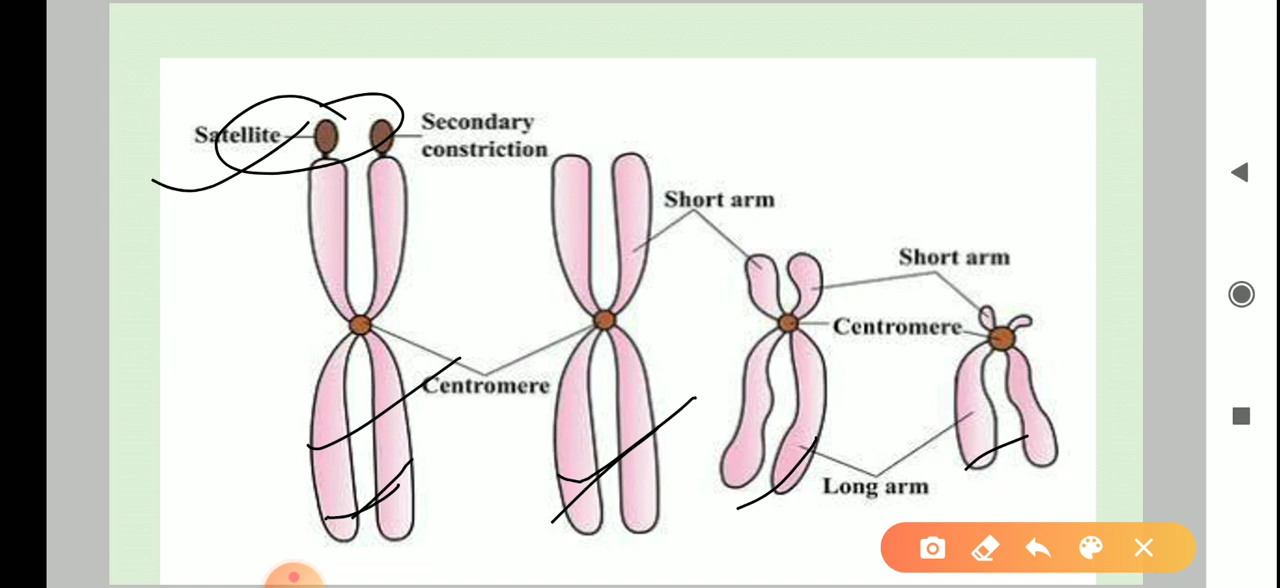 Satellite
Secondary
constriction
Short arm
Short arm
Centromere
Centromere
Long arm